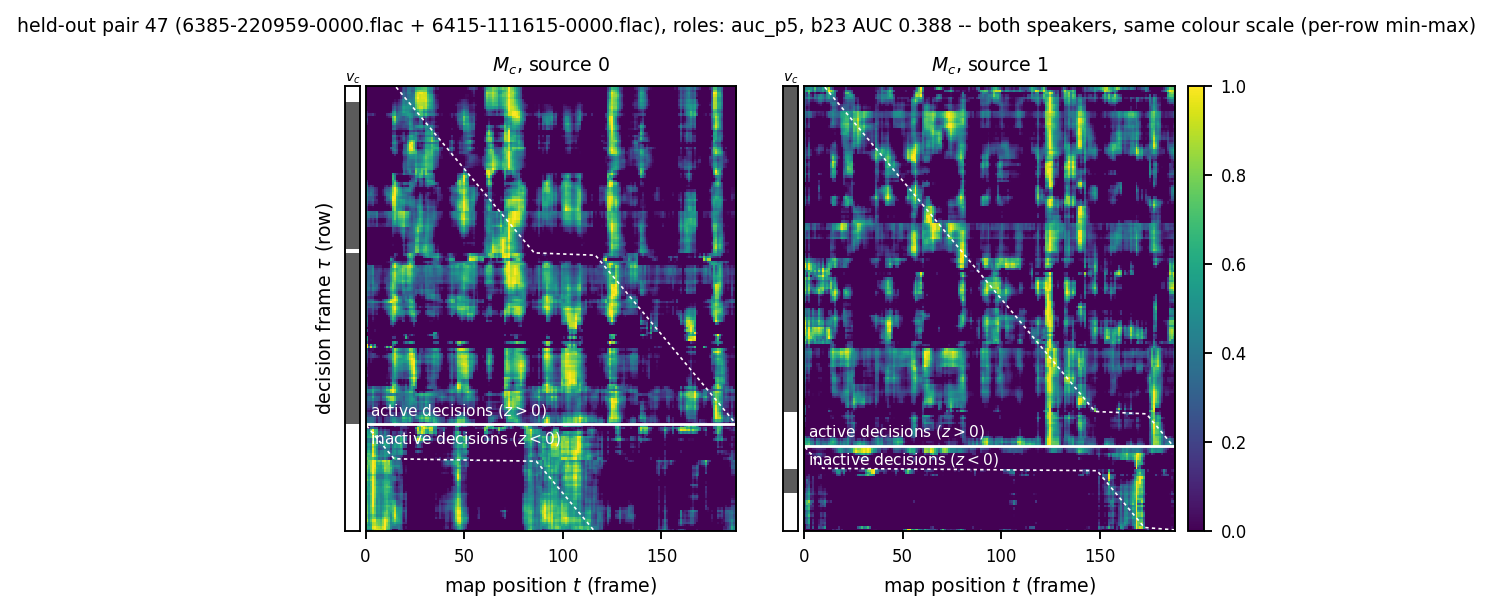 held-out pair 47 (6385-220959-0000.flac + 6415-111615-0000.flac), roles: auc_p5, b23 AUC 0.388 -- both speakers, same colour scale (per-row min-max)
v_c
M_c, source 0
v_c
M_c, source 1
decision frame τ (row)
active decisions (z > 0)
inactive decisions (z < 0)
active decisions (z > 0)
inactive decisions (z < 0)
1.0
0.8
0.6
0.4
0.2
0.0
0 50 100 150
0 50 100 150
map position t (frame)
map position t (frame)